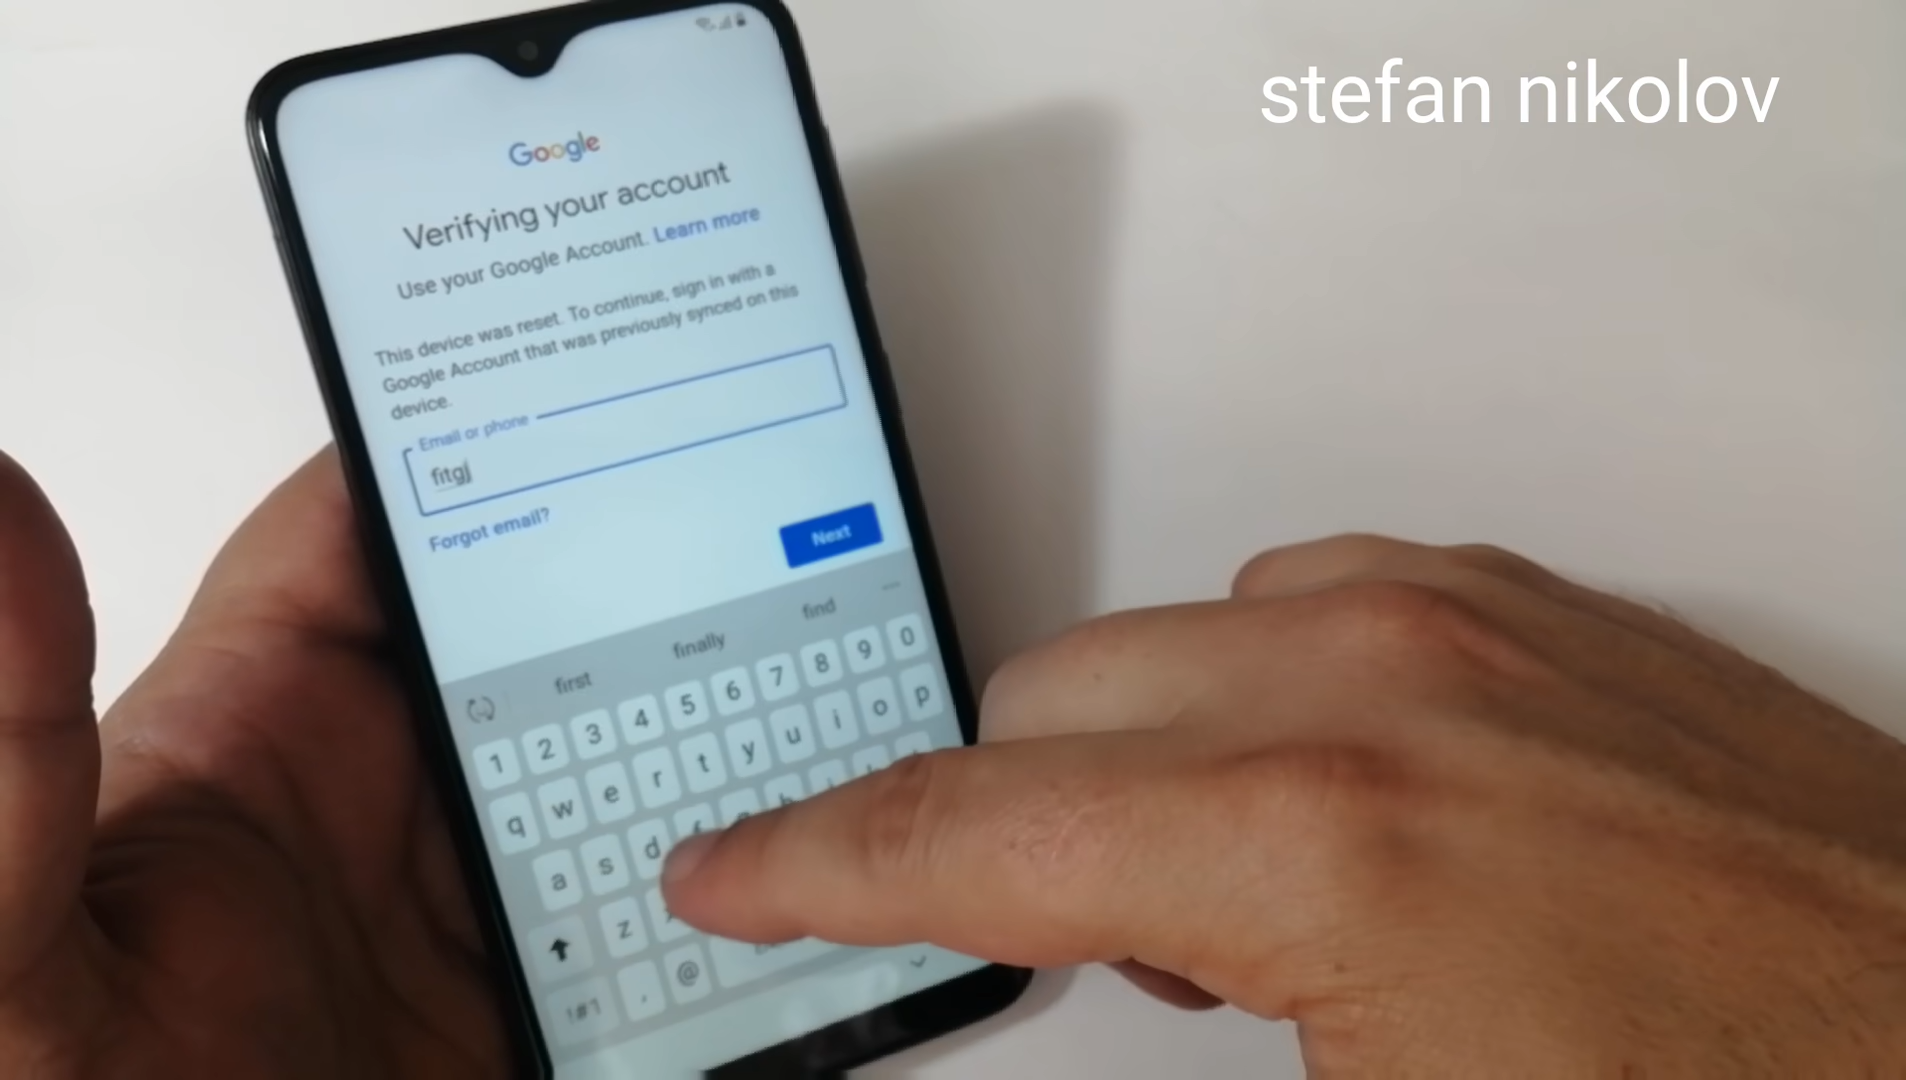 stefan nikolov
Google
Verifying your account
Use your Google Account. Learn more
This device was reset. To continue, sign in with a
Google Account that was previously synced on this
device.
Email or phone
fitgj
Forgot email?
Next
first finally find
1 2 3 4 5 6 7 8 9 0
q w e r t y u i o p
a s d f
z
!#1 , @